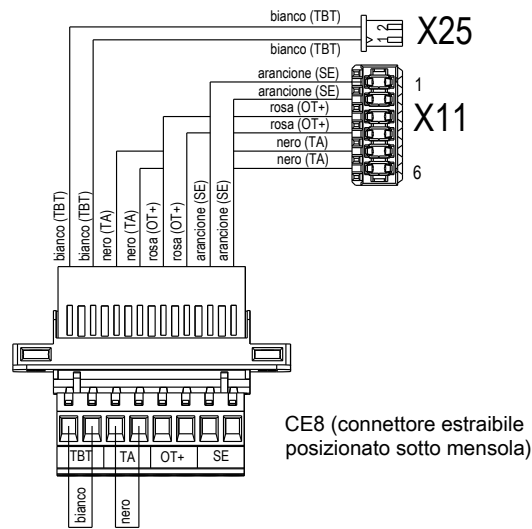 bianco (TBT)
1 2
X25
bianco (TBT)
arancione (SE)
1
arancione (SE)
rosa (OT+)
X11
rosa (OT+)
nero (TA)
nero (TA)
6
bianco (TBT)
bianco (TBT)
nero (TA)
nero (TA)
rosa (OT+)
rosa (OT+)
arancione (SE)
arancione (SE)
CE8 (connettore estraibile
posizionato sotto mensola)
TBT TA OT+ SE
bianco
nero